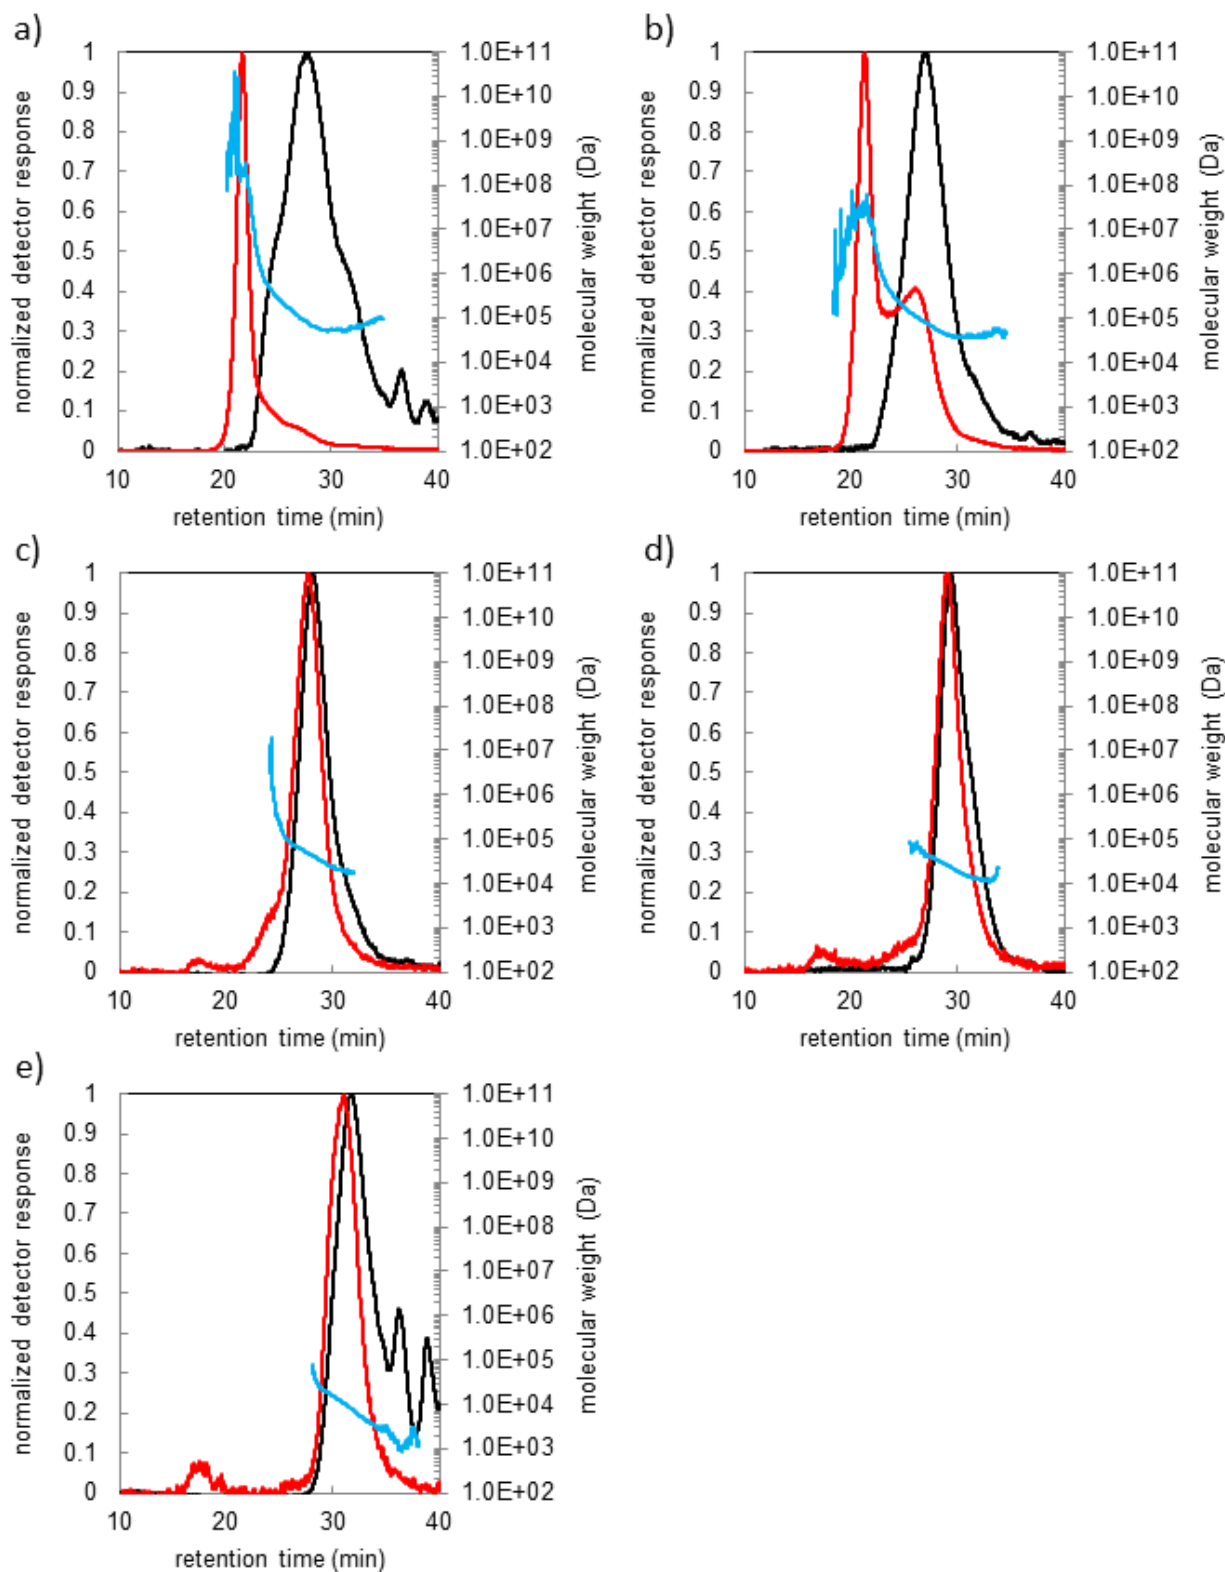 a)
normalized detector response
1
0.9
0.8
0.7
0.6
0.5
0.4
0.3
0.2
0.1
0
10 20 30 40
retention time (min)
1.0E+11
1.0E+10
1.0E+09
1.0E+08
1.0E+07
1.0E+06
1.0E+05
1.0E+04
1.0E+03
1.0E+02
molecular weight (Da)
b)
normalized detector response
1
0.9
0.8
0.7
0.6
0.5
0.4
0.3
0.2
0.1
0
10 20 30 40
retention time (min)
1.0E+11
1.0E+10
1.0E+09
1.0E+08
1.0E+07
1.0E+06
1.0E+05
1.0E+04
1.0E+03
1.0E+02
molecular weight (Da)
c)
normalized detector response
1
0.9
0.8
0.7
0.6
0.5
0.4
0.3
0.2
0.1
0
10 20 30 40
retention time (min)
1.0E+11
1.0E+10
1.0E+09
1.0E+08
1.0E+07
1.0E+06
1.0E+05
1.0E+04
1.0E+03
1.0E+02
molecular weight (Da)
d)
normalized detector response
1
0.9
0.8
0.7
0.6
0.5
0.4
0.3
0.2
0.1
0
10 20 30 40
retention time (min)
1.0E+11
1.0E+10
1.0E+09
1.0E+08
1.0E+07
1.0E+06
1.0E+05
1.0E+04
1.0E+03
1.0E+02
molecular weight (Da)
e)
normalized detector response
1
0.9
0.8
0.7
0.6
0.5
0.4
0.3
0.2
0.1
0
10 20 30 40
retention time (min)
1.0E+11
1.0E+10
1.0E+09
1.0E+08
1.0E+07
1.0E+06
1.0E+05
1.0E+04
1.0E+03
1.0E+02
molecular weight (Da)